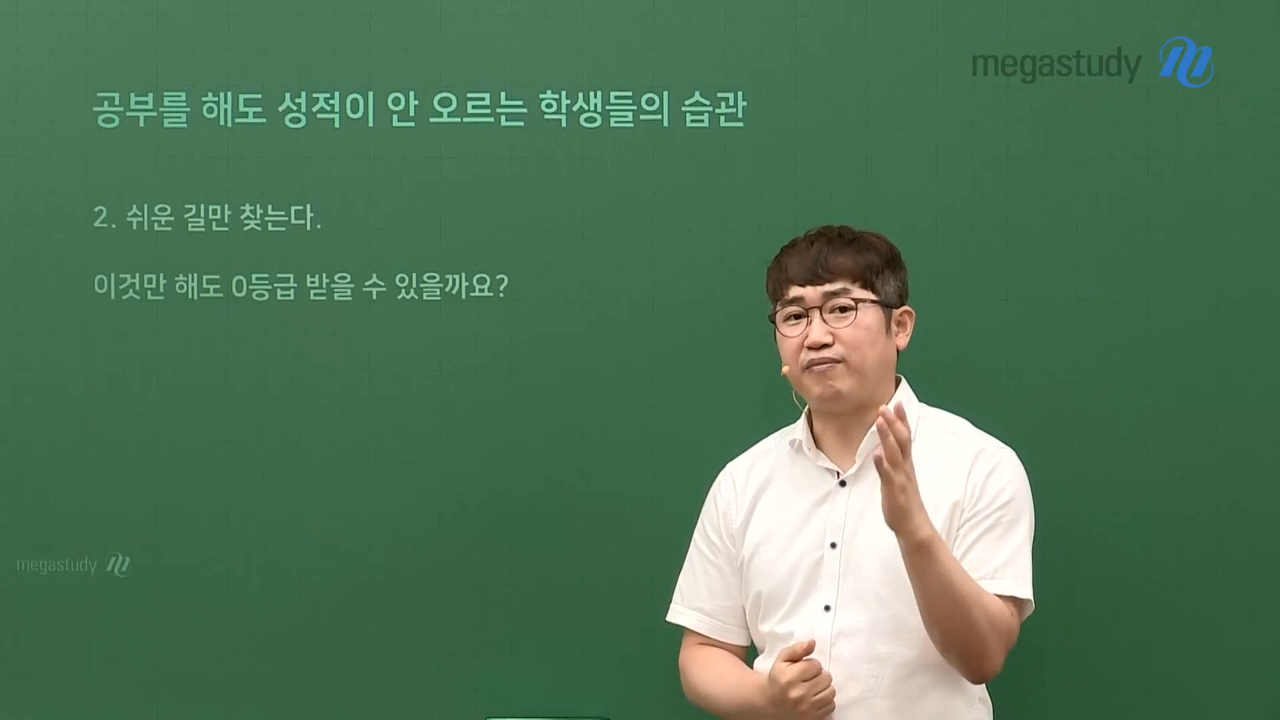 megastudy
공부를 해도 성적이 안 오르는 학생들의 습관
2. 쉬운 길만 찾는다.
이것만 해도 0등급 받을 수 있을까요?
megastudy